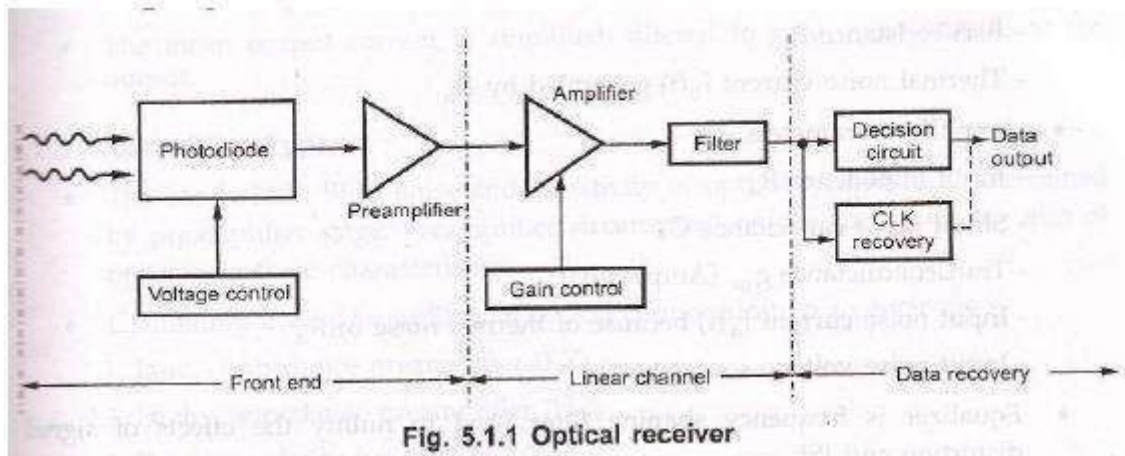 Photodiode
Preamplifier
Amplifier
Filter
Decision
circuit
Data
output
CLK
recovery
Voltage control
Gain control
Front end
Linear channel
Data recovery
Fig. 5.1.1 Optical receiver